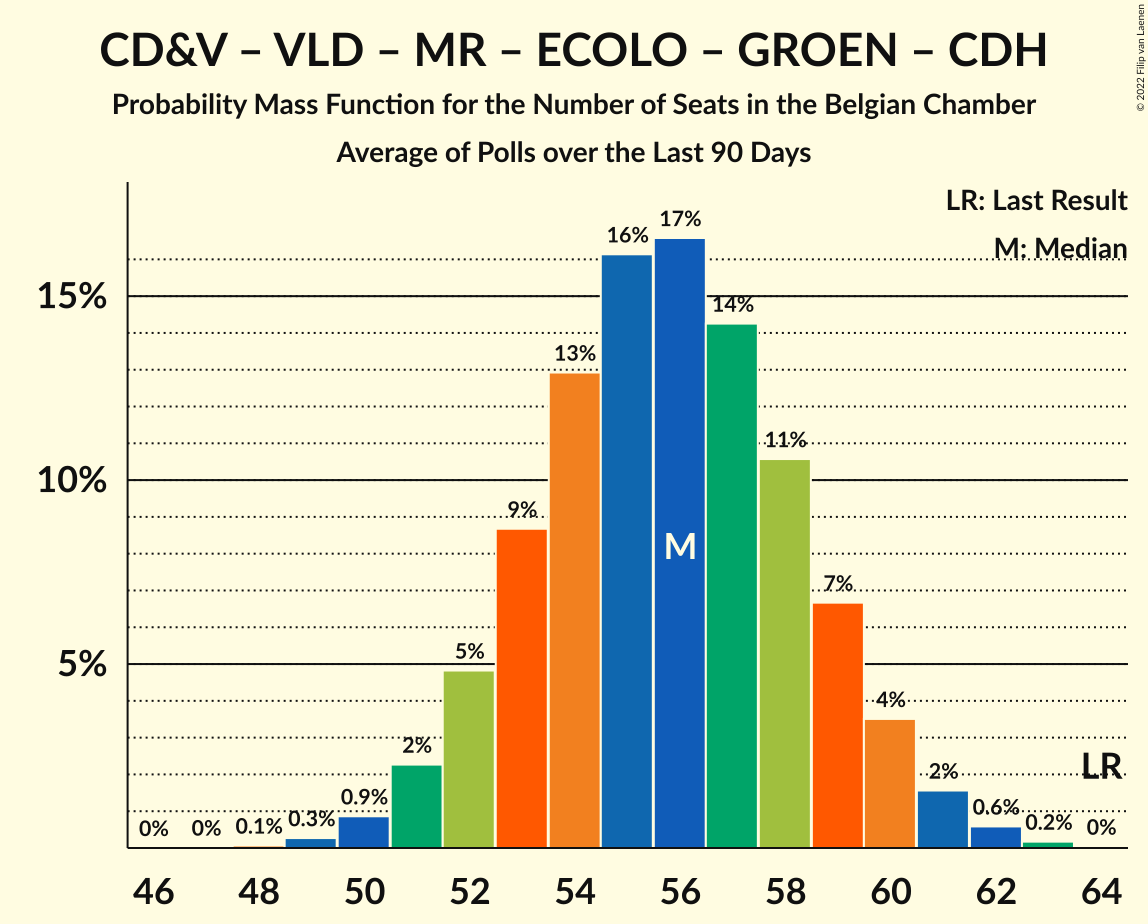 CD&V – VLD – MR – ECOLO – GROEN – CDH
Probability Mass Function for the Number of Seats in the Belgian Chamber
Average of Polls over the Last 90 Days
© 2022 Filip van Laenen
LR: Last Result
M: Median
15%
10%
5%
0%
0%
0.1%
0.3%
0.9%
2%
5%
9%
13%
16%
17%
14%
11%
7%
4%
2%
0.6%
0.2%
0%
M
LR
46 48 50 52 54 56 58 60 62 64